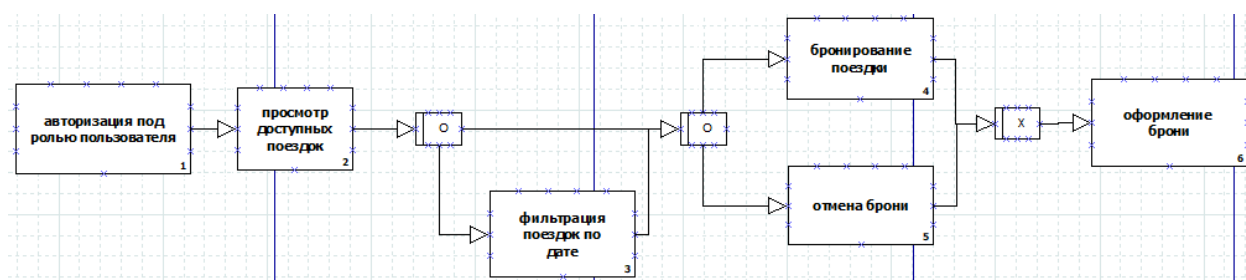 авторизация под
ролью пользователя
1
просмотр
доступных
поездок
2
O
фильтрация
поездок по
дате
3
O
бронирование
поездки
4
отмена брони
5
X
оформление
брони
6